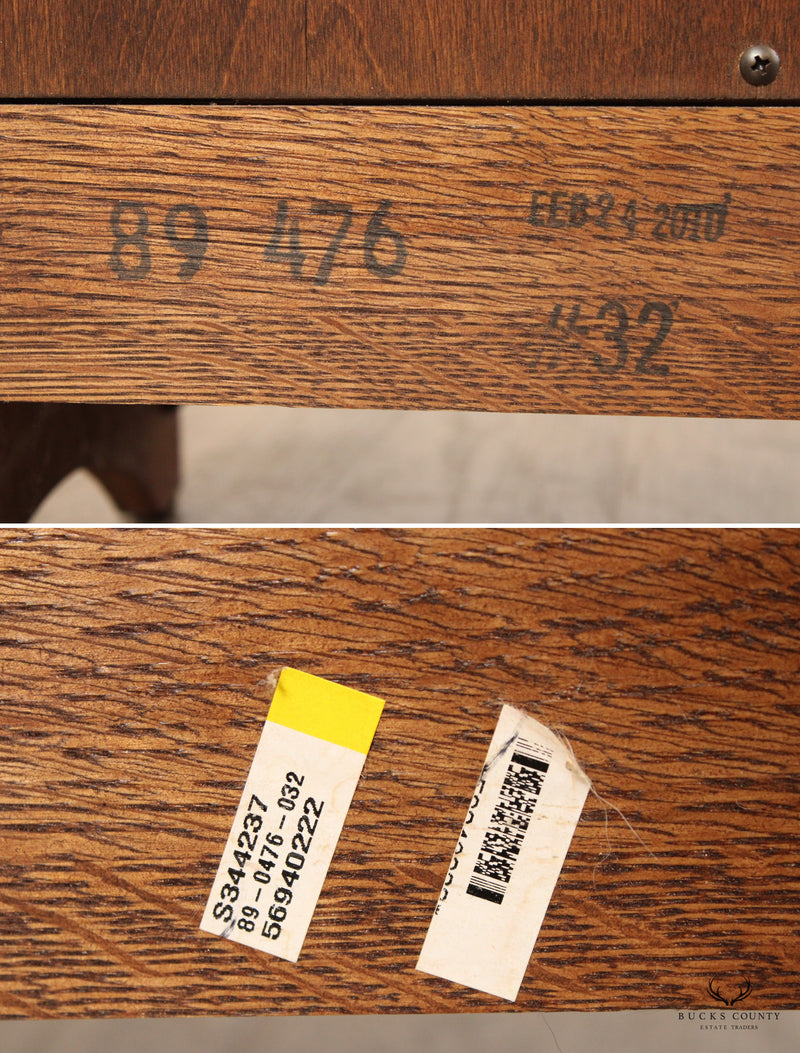 89 476
FEB 24 2010
#32
S344237
89-0476-032
56940222
BUCKS COUNTY
ESTATE TRADERS